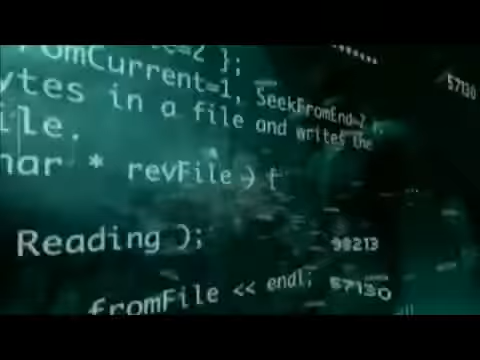 =2 };
romCurrent=1, SeekFromEnd=2 };
57130
ytes in a file and writes the
ile.
har * revFile ) {
Reading );
98213
fromFile << endl; 57130